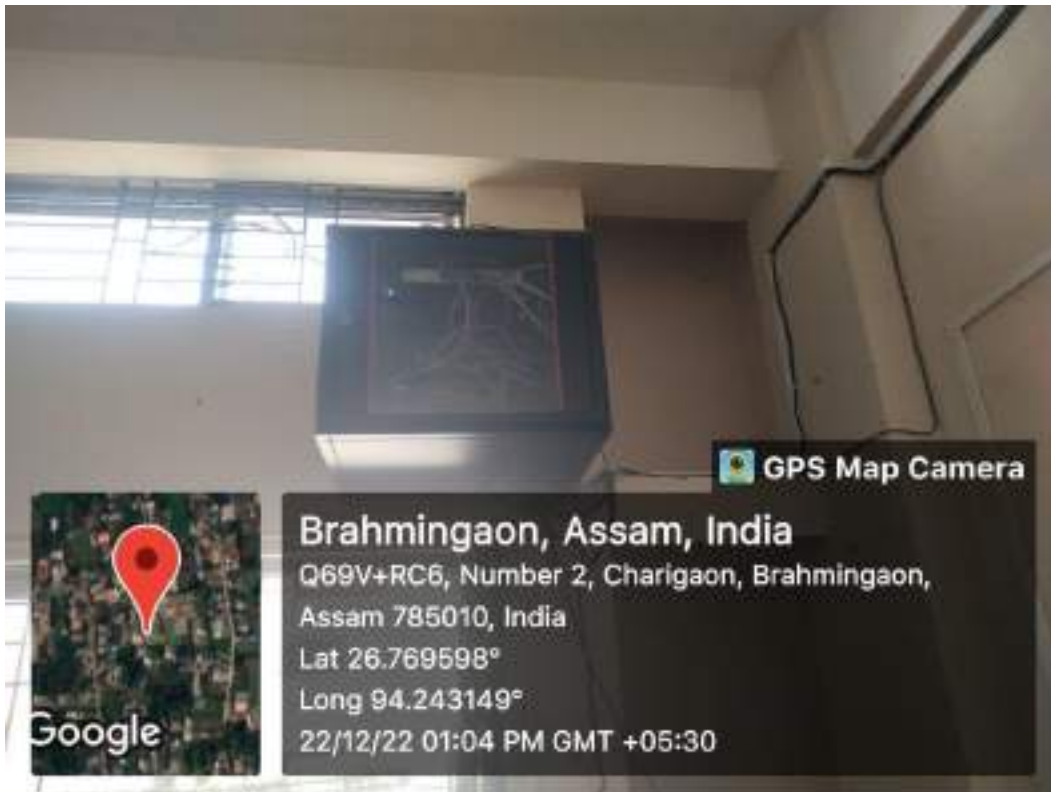 GPS Map Camera
Brahmingaon, Assam, India
Q69V+RC6, Number 2, Charigaon, Brahmingaon,
Assam 785010, India
Lat 26.769598°
Long 94.243149°
22/12/22 01:04 PM GMT +05:30
Google